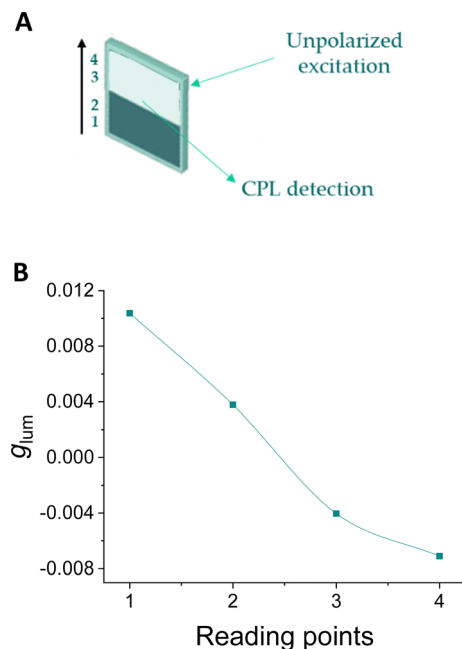 A
4
3
2
1
Unpolarized
excitation
CPL detection
B
0.012
0.008
0.004
0.000
-0.004
-0.008
glum
1 2 3 4
Reading points